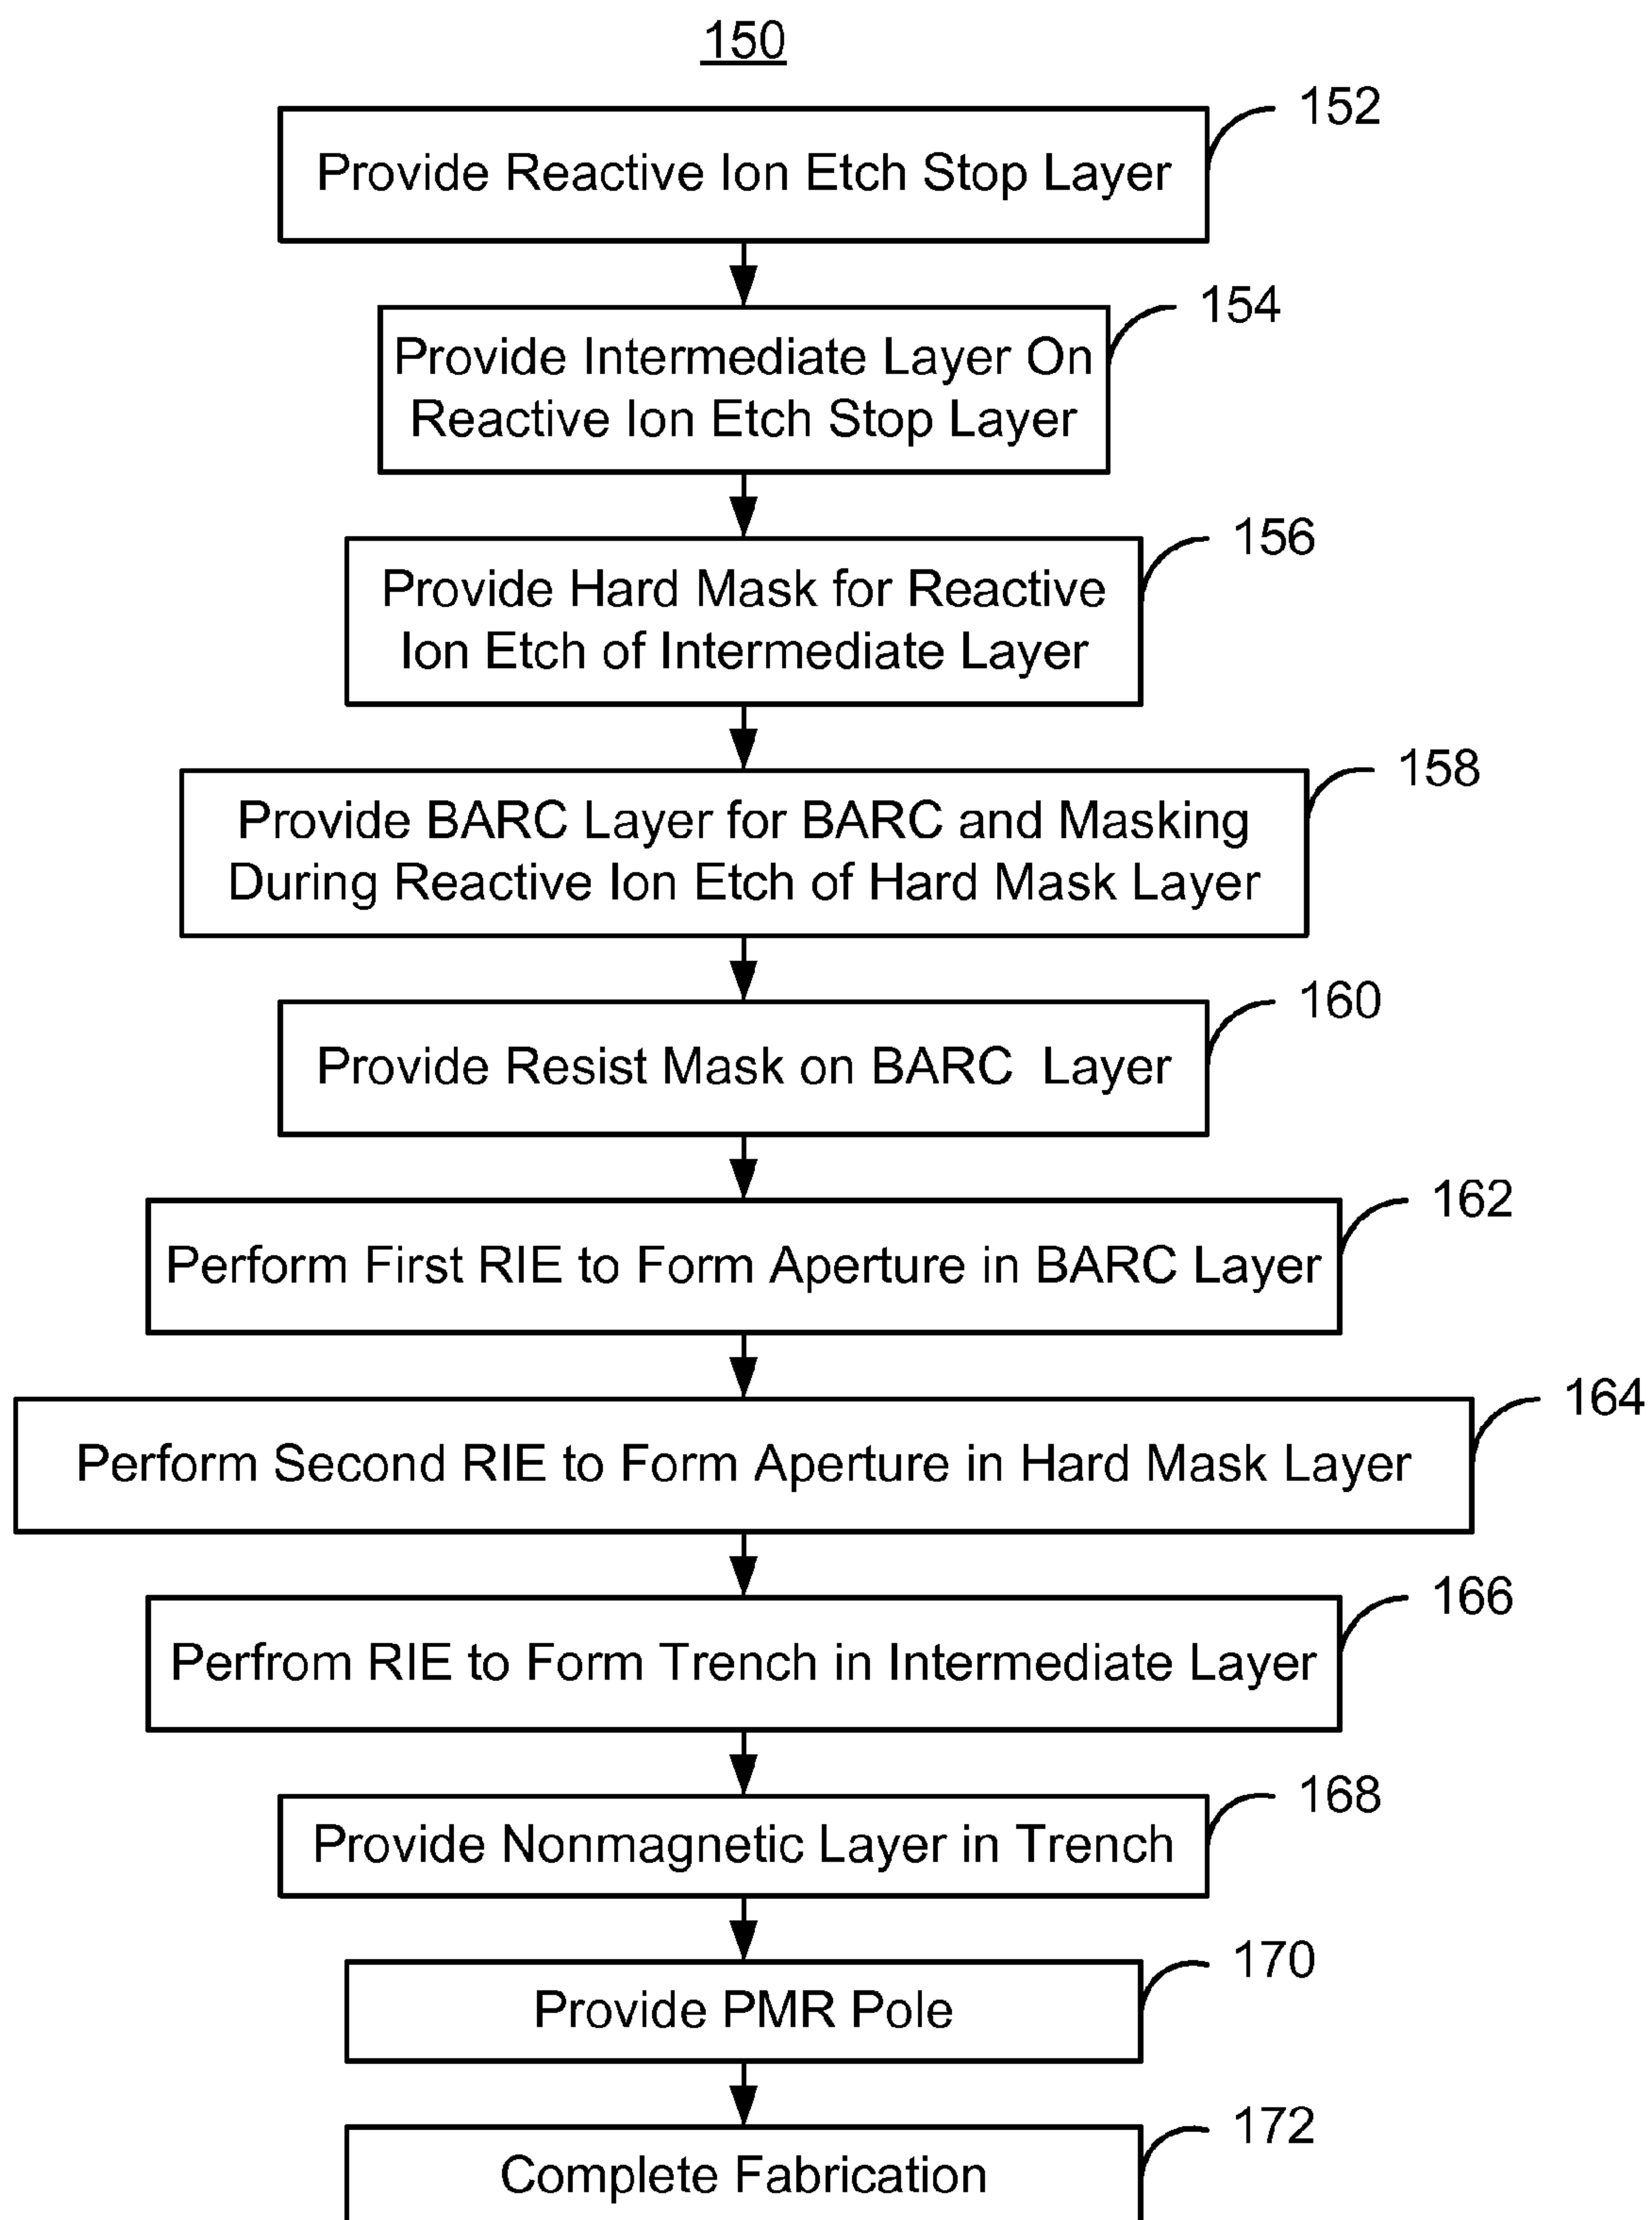 150
152
Provide Reactive Ion Etch Stop Layer
154
Provide Intermediate Layer On
Reactive Ion Etch Stop Layer
156
Provide Hard Mask for Reactive
Ion Etch of Intermediate Layer
158
Provide BARC Layer for BARC and Masking
During Reactive Ion Etch of Hard Mask Layer
160
Provide Resist Mask on BARC Layer
162
Perform First RIE to Form Aperture in BARC Layer
164
Perform Second RIE to Form Aperture in Hard Mask Layer
166
Perfrom RIE to Form Trench in Intermediate Layer
168
Provide Nonmagnetic Layer in Trench
170
Provide PMR Pole
172
Complete Fabrication